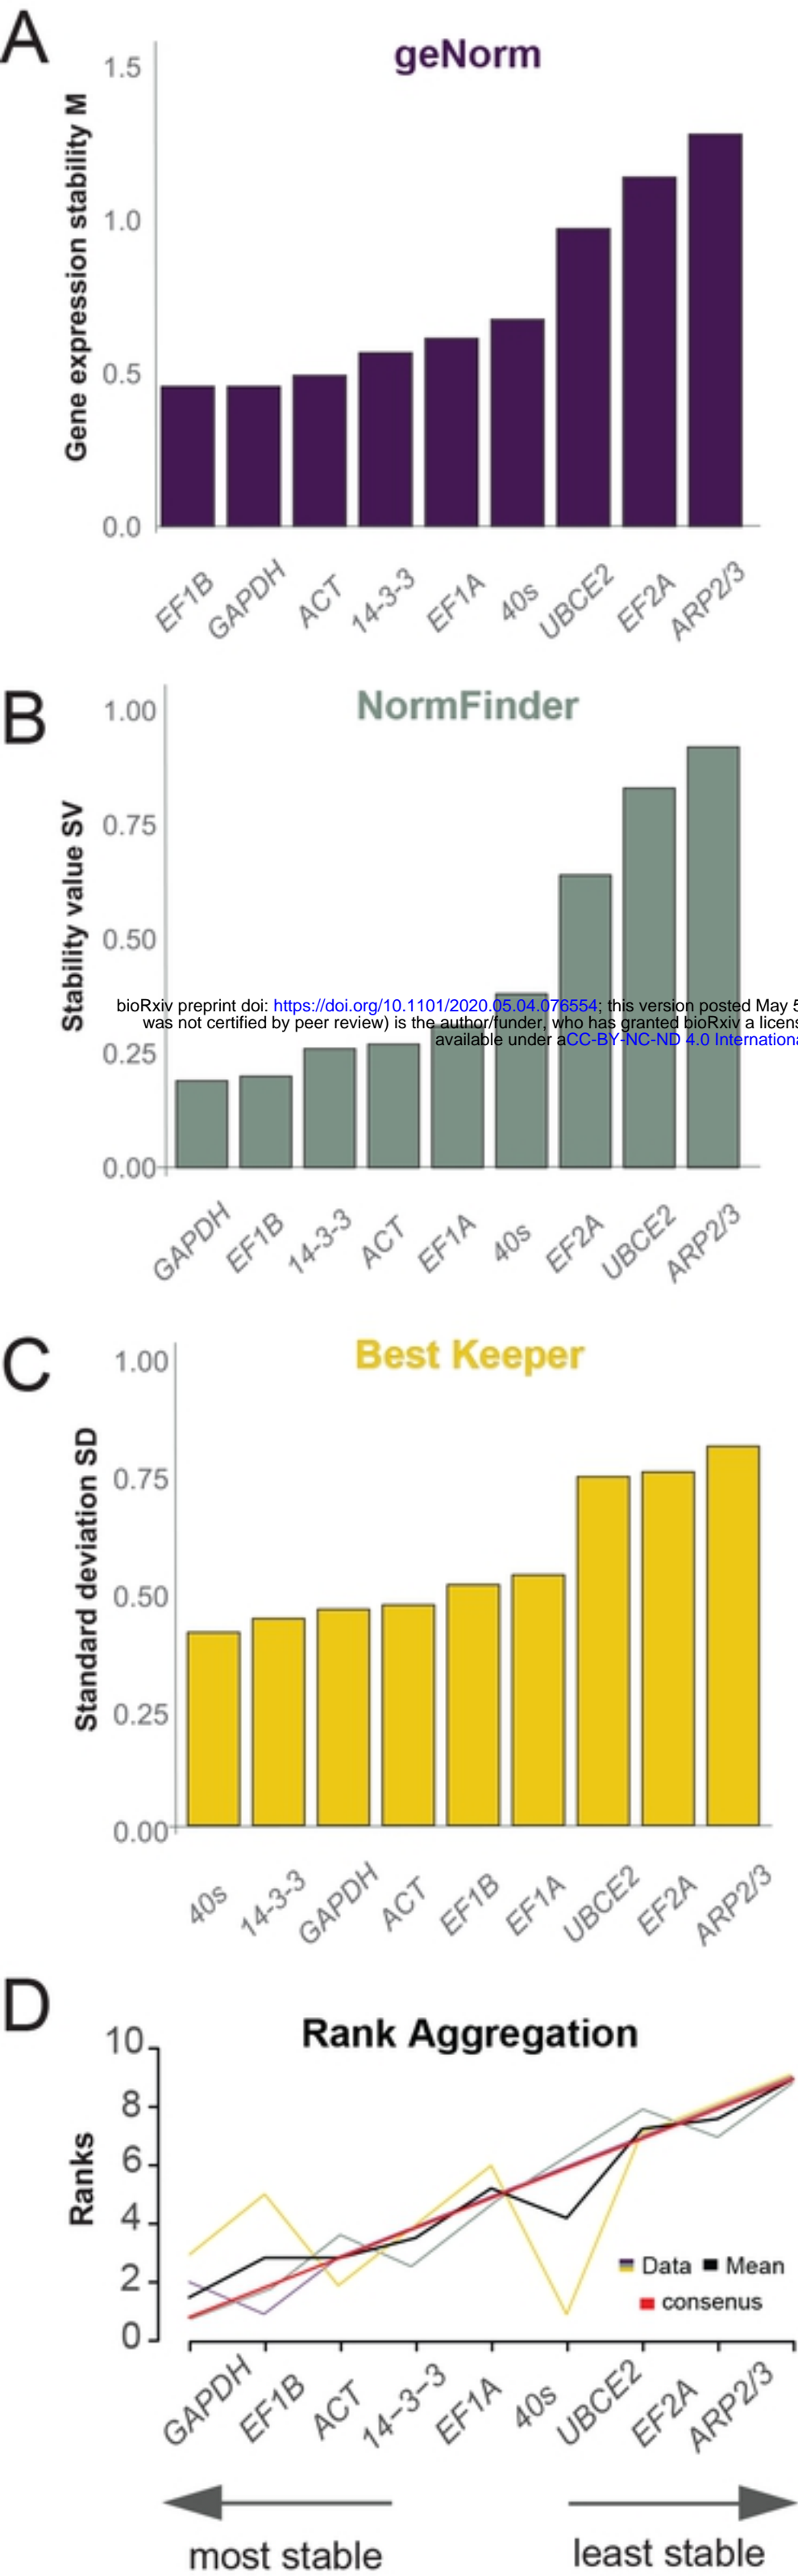 A
geNorm
Gene expression stability M
1.5
1.0
0.5
0.0
EF1B GAPDH ACT 14-3-3 EF1A 40s UBCE2 EF2A ARP2/3
B
NormFinder
Stability value SV
1.00
0.75
0.50
0.25
0.00
bioRxiv preprint doi: https://doi.org/10.1101/2020.05.04.076554; this version posted May 5
was not certified by peer review) is the author/funder, who has granted bioRxiv a licens
available under aCC-BY-NC-ND 4.0 Internationa
GAPDH EF1B 14-3-3 ACT EF1A 40s EF2A UBCE2 ARP2/3
C
Best Keeper
Standard deviation SD
1.00
0.75
0.50
0.25
0.00
40s 14-3-3 GAPDH ACT EF1B EF1A UBCE2 EF2A ARP2/3
D
Rank Aggregation
Ranks
10
8
6
4
2
0
Data Mean
consenus
GAPDH EF1B ACT 14-3-3 EF1A 40s UBCE2 EF2A ARP2/3
most stable least stable